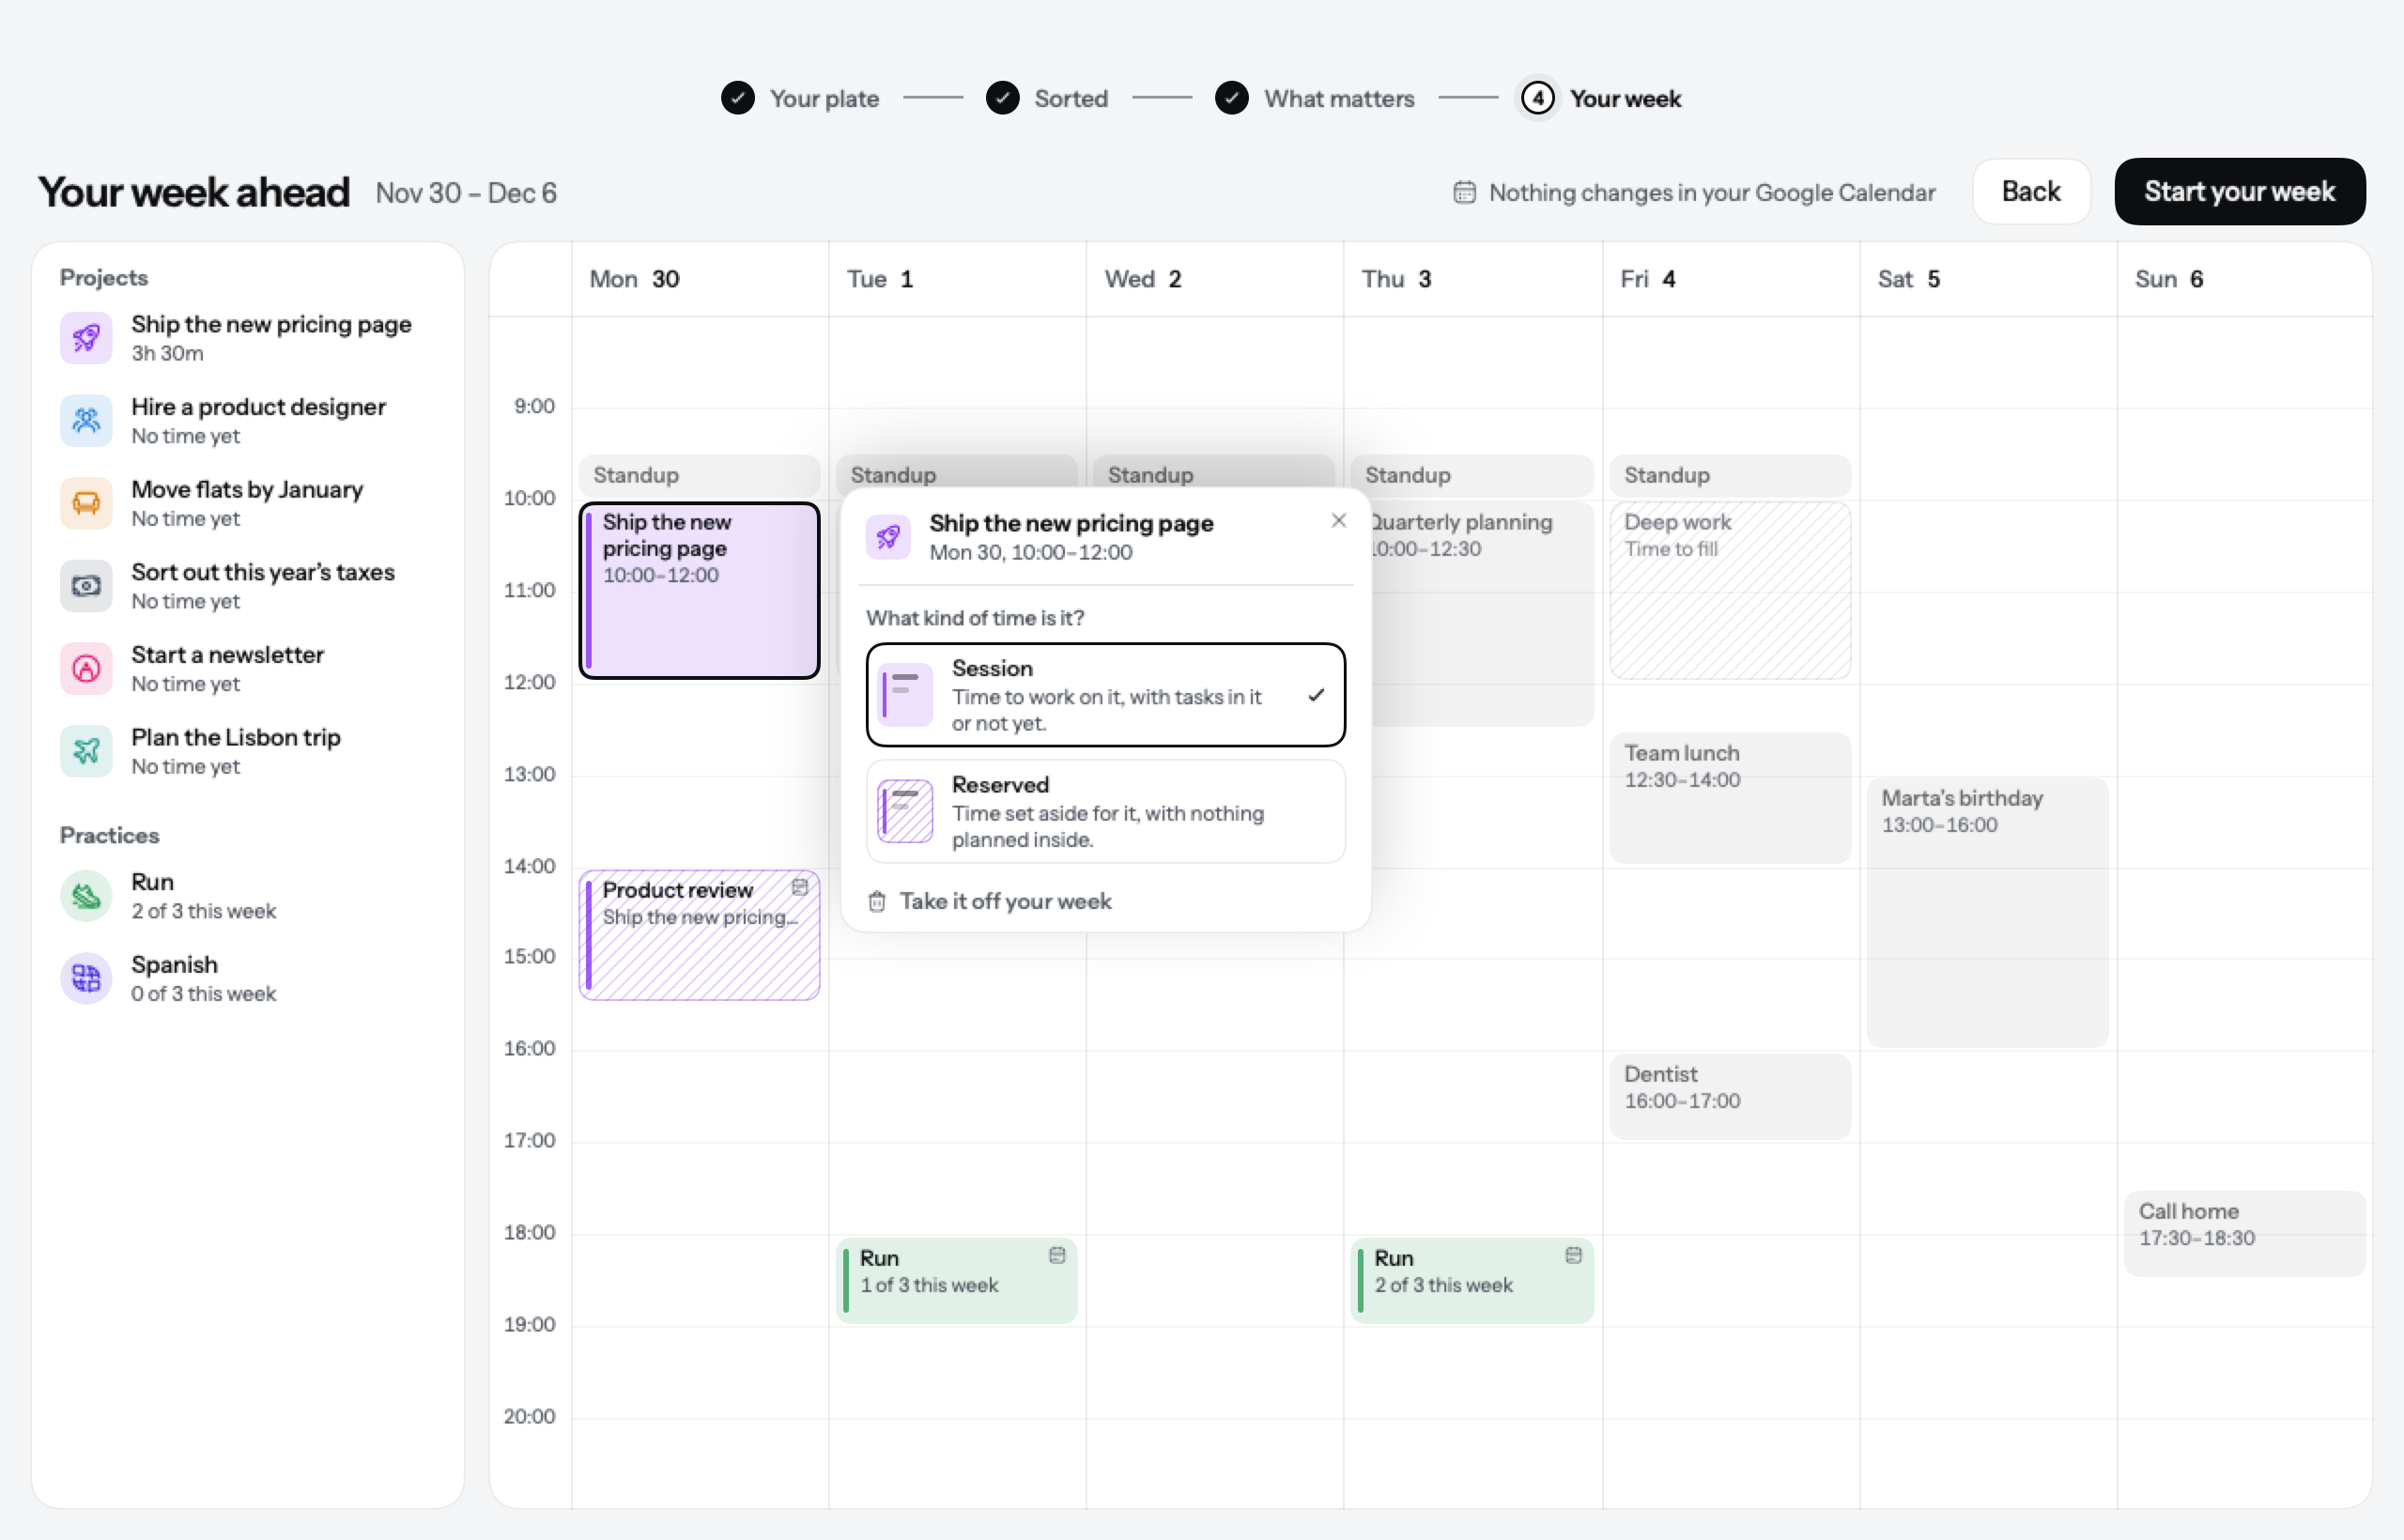 Your plate
Sorted
What matters
4 Your week
Your week ahead Nov 30 – Dec 6
Nothing changes in your Google Calendar
Back
Start your week
Projects
Ship the new pricing page
3h 30m
Hire a product designer
No time yet
Move flats by January
No time yet
Sort out this year’s taxes
No time yet
Start a newsletter
No time yet
Plan the Lisbon trip
No time yet
Practices
Run
2 of 3 this week
Spanish
0 of 3 this week
Mon 30
Tue 1
Wed 2
Thu 3
Fri 4
Sat 5
Sun 6
9:00
10:00
11:00
12:00
13:00
14:00
15:00
16:00
17:00
18:00
19:00
20:00
Standup
Ship the new
pricing page
10:00–12:00
Product review
Ship the new pricing...
Standup
Run
1 of 3 this week
Standup
Ship the new pricing page
Mon 30, 10:00–12:00
What kind of time is it?
Session
Time to work on it, with tasks in it
or not yet.
Reserved
Time set aside for it, with nothing
planned inside.
Take it off your week
Standup
Quarterly planning
10:00–12:30
Run
2 of 3 this week
Standup
Deep work
Time to fill
Team lunch
12:30–14:00
Dentist
16:00–17:00
Marta’s birthday
13:00–16:00
Call home
17:30–18:30